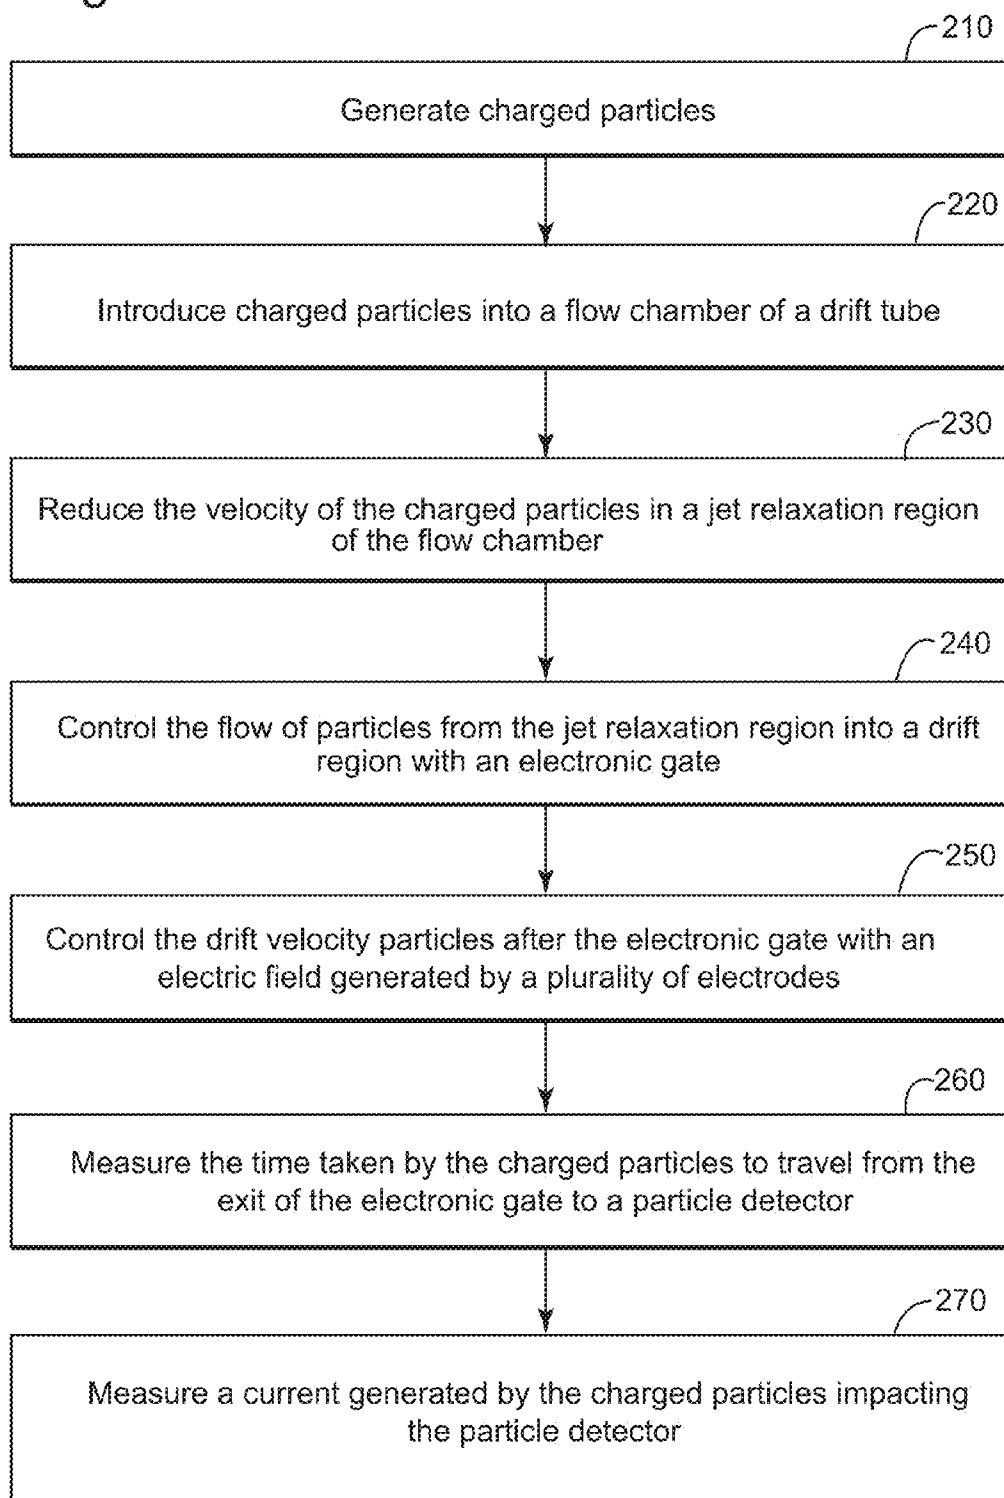 210
Generate charged particles
220
Introduce charged particles into a flow chamber of a drift tube
230
Reduce the velocity of the charged particles in a jet relaxation region
of the flow chamber
240
Control the flow of particles from the jet relaxation region into a drift
region with an electronic gate
250
Control the drift velocity particles after the electronic gate with an
electric field generated by a plurality of electrodes
260
Measure the time taken by the charged particles to travel from the
exit of the electronic gate to a particle detector
270
Measure a current generated by the charged particles impacting
the particle detector